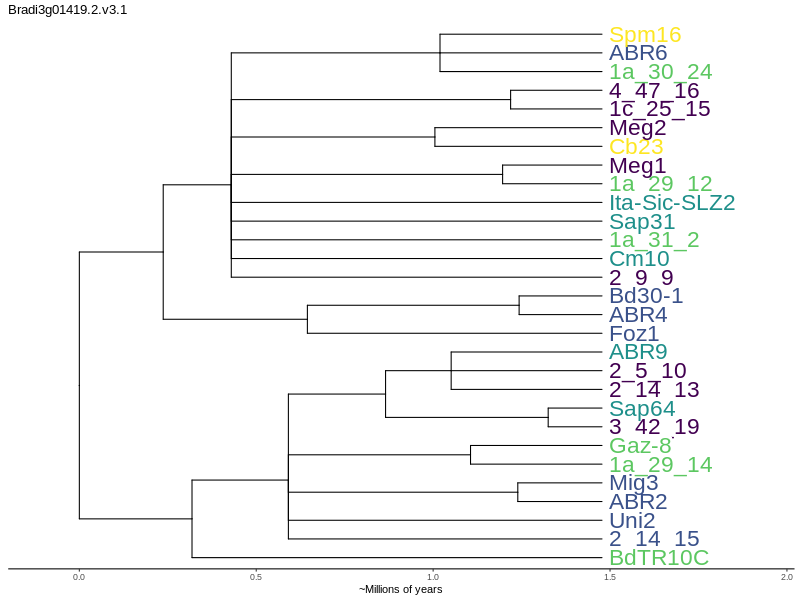 Bradi3g01419.2.v3.1
Spm16
ABR6
1a_30_24
4_47_16
1c_25_15
Meg2
Cb23
Meg1
1a_29_12
Ita-Sic-SLZ2
Sap31
1a_31_2
Cm10
2_9_9
Bd30-1
ABR4
Foz1
ABR9
2_5_10
2_14_13
Sap64
3_42_19
Gaz-8
1a_29_14
Mig3
ABR2
Uni2
2_14_15
BdTR10C
0.0 0.5 1.0 1.5 2.0
~Millions of years